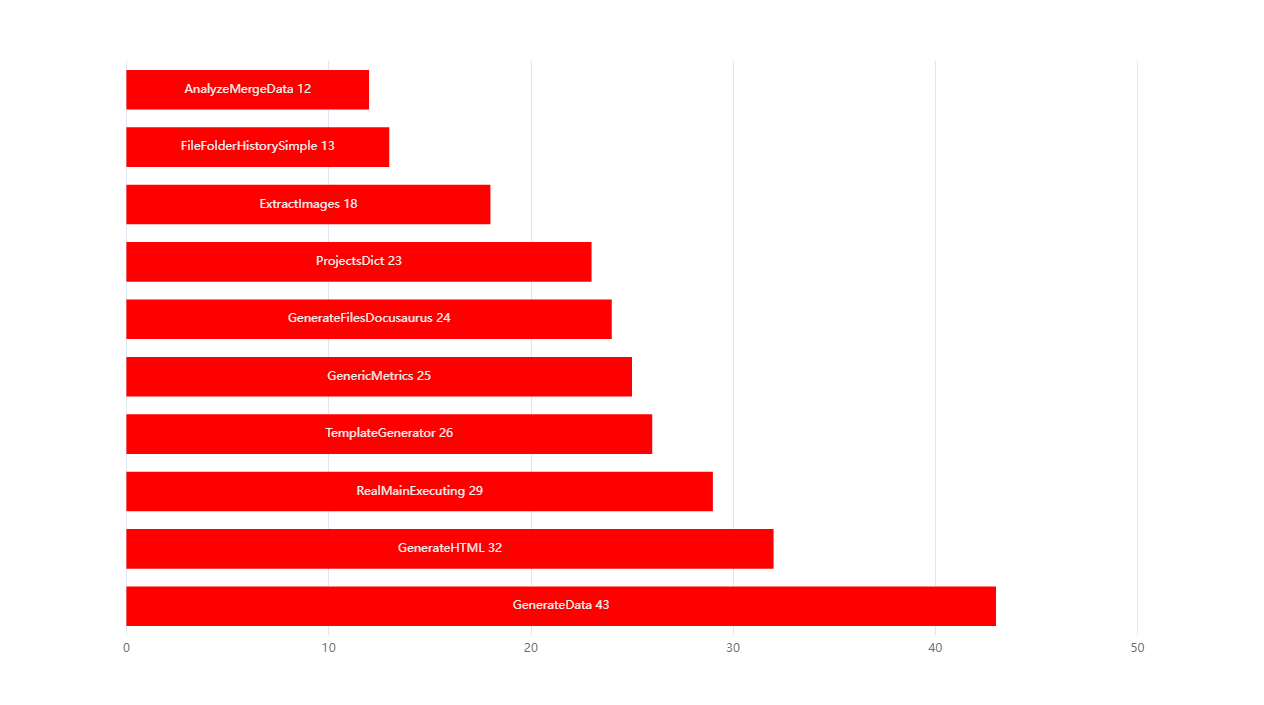 AnalyzeMergeData 12
FileFolderHistorySimple 13
ExtractImages 18
ProjectsDict 23
GenerateFilesDocusaurus 24
GenericMetrics 25
TemplateGenerator 26
RealMainExecuting 29
GenerateHTML 32
GenerateData 43
0 10 20 30 40 50